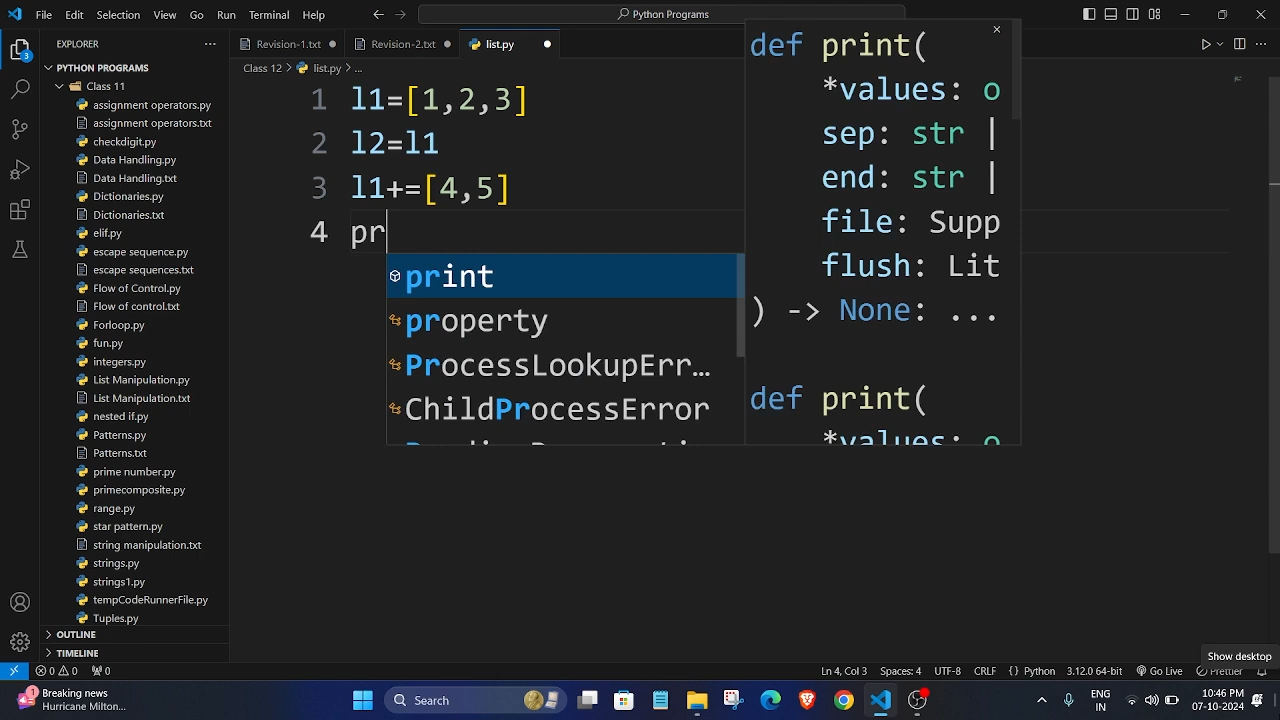 File Edit Selection View Go Run Terminal Help
Python Programs
EXPLORER
PYTHON PROGRAMS
Class 11
assignment operators.py
assignment operators.txt
checkdigit.py
Data Handling.py
Data Handling.txt
Dictionaries.py
Dictionaries.txt
elif.py
escape sequence.py
escape sequences.txt
Flow of Control.py
Flow of control.txt
Forloop.py
fun.py
integers.py
List Manipulation.py
List Manipulation.txt
nested if.py
Patterns.py
Patterns.txt
prime number.py
primecomposite.py
range.py
star pattern.py
string manipulation.txt
strings.py
strings1.py
tempCodeRunnerFile.py
Tuples.py
OUTLINE
TIMELINE
Revision-1.txt Revision-2.txt list.py
Class 12 > list.py > ...
1 l1=[1,2,3]
2 l2=l1
3 l1+=[4,5]
4 pr
print
property
ProcessLookupErr...
ChildProcessError
def print(
*values: o
sep: str |
end: str |
file: Supp
flush: Lit
) -> None: ...
def print(
*values: o
Show desktop
3 0 0 0
Ln 4, Col 3 Spaces: 4 UTF-8 CRLF {} Python 3.12.0 64-bit Go Live Prettier
1 Breaking news
Hurricane Milton...
Search
ENG
IN
10:46 PM
07-10-2024